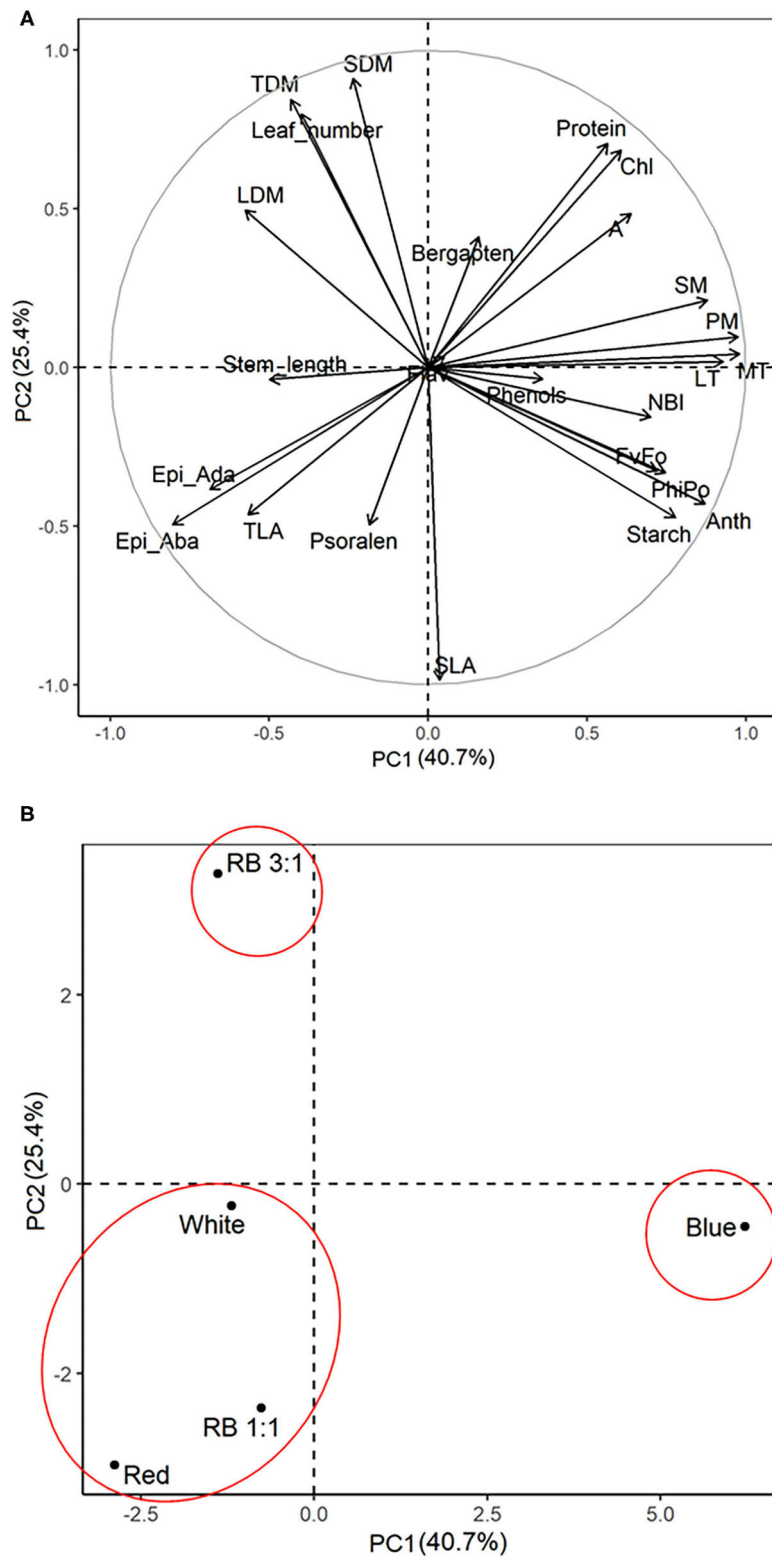 A
1.0
0.5
0.0
-0.5
-1.0
PC2 (25.4%)
SDM
TDM
Leaf_number
LDM
Protein
Chl
A
Bergapten
SM
PM
MT
LT
Stem_length
Phenols
NBI
FvFo
PhiPo
Anth
Starch
Epi_Ada
Epi_Aba
TLA
Psoralen
SLA
-1.0
-0.5
0.0
0.5
1.0
PC1 (40.7%)
B
2
0
-2
PC2 (25.4%)
RB 3:1
White
Blue
RB 1:1
Red
-2.5
0.0
2.5
5.0
PC1 (40.7%)